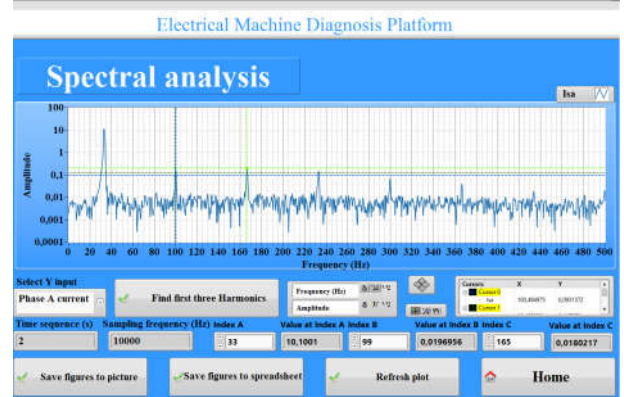 Electrical Machine Diagnosis Platform
Spectral analysis
Isa
100
10
1
0,1
0,01
0,001
0,0001
Amplitude
0 20 40 60 80 100 120 140 160 180 200 220 240 260 280 300 320 340 360 380 400 420 440 460 480 500
Frequency (Hz)
Select Y input
Phase A current
Find first three Harmonics
Frequency (Hz)
Amplitude
Cursors X Y
Cursor 0
Isa
Cursor 1
Time sequence (s) Sampling frequency (Hz) Index A Value at Index A Index B Value at Index B Index C Value at Index C
2 10000 33 10,1001 99 0,0196956 165 0,0180217
Save figures to picture Save figures to spreadsheet Refresh plot Home